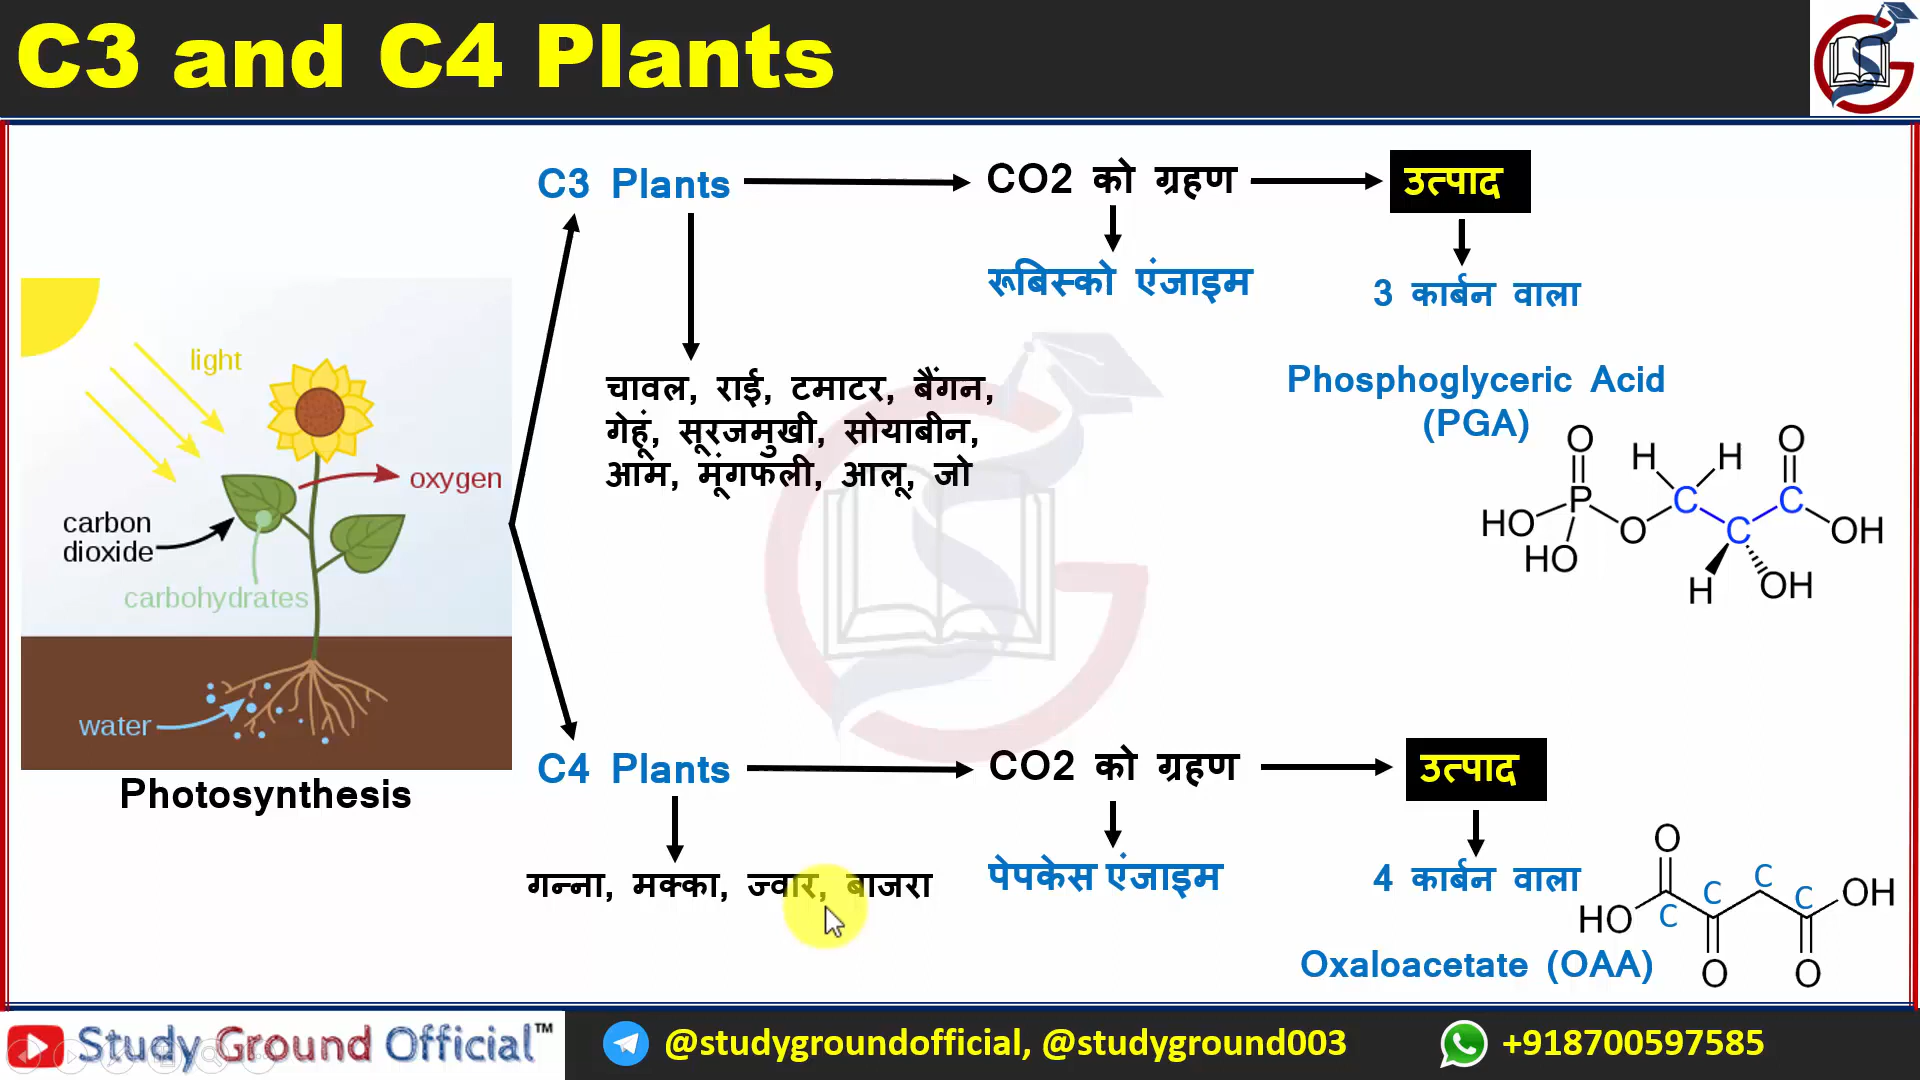 C3 and C4 Plants
C3 Plants
CO2 को ग्रहण
उत्पाद
रूबिस्को एंजाइम
3 कार्बन वाला
चावल, राई, टमाटर, बैंगन,
गेहूं, सूरजमुखी, सोयाबीन,
आम, मूंगफली, आलू, जो
Phosphoglyceric Acid
(PGA)
O
H H O
HO P O C C C OH
HO
H OH
light
oxygen
carbon
dioxide
carbohydrates
water
Photosynthesis
C4 Plants
CO2 को ग्रहण
उत्पाद
गन्ना, मक्का, ज्वार, बाजरा
पेपकेस एंजाइम
4 कार्बन वाला
O
HO C C C C OH
O O
Oxaloacetate (OAA)
Study Ground Official™
@studygroundofficial, @studyground003
+918700597585